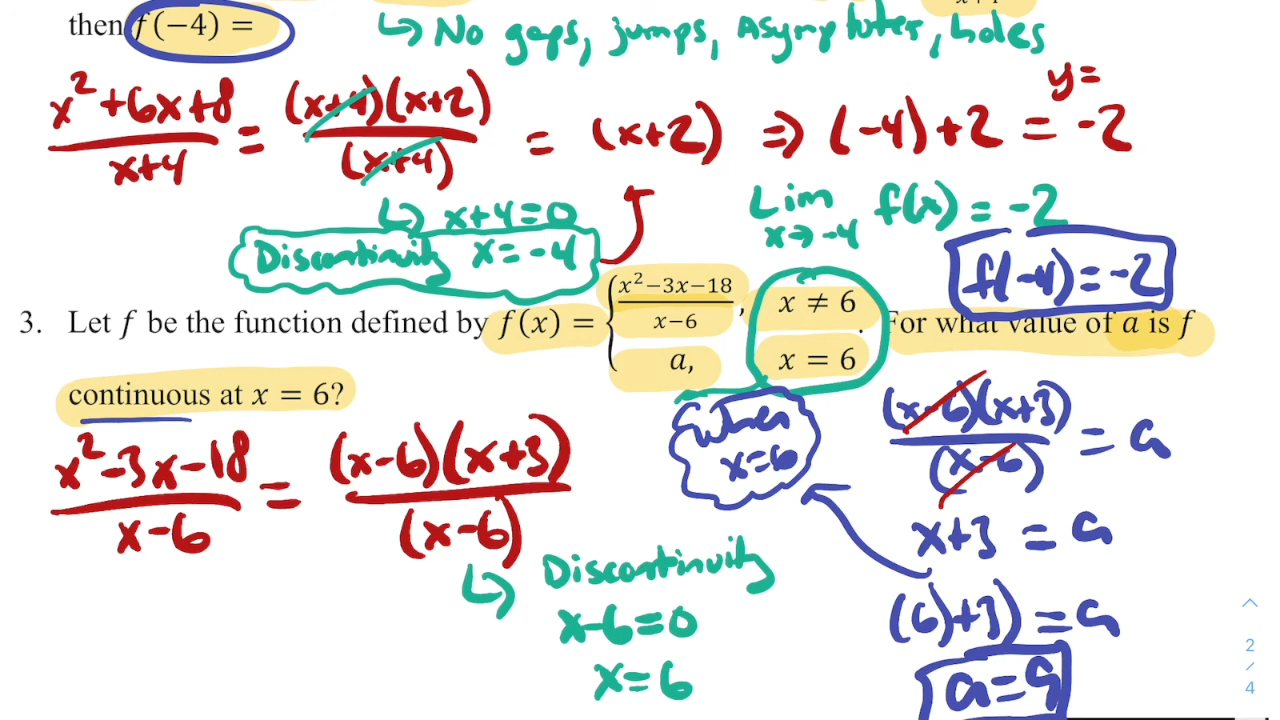 then f(−4) =
↳ No gaps, jumps, Asymptotes, holes
x²+6x+8 / x+4 = (x+4)(x+2) / (x+4) = (x+2) ⇒ (-4)+2 = -2
y=
↳ x+4=0
Discontinuity x=-4
Lim x→-4 f(x) = -2
f(-4)=-2
3. Let f be the function defined by f(x) = { x²−3x−18 / x−6, x ≠ 6
a, x = 6 . For what value of a is f
continuous at x = 6?
x²-3x-18 / x-6 = (x-6)(x+3) / (x-6)
↳ Discontinuity
x-6=0
x=6
When
x=6
(x-6)(x+3) / (x-6) = a
x+3 = a
(6)+3) = a
a=9
2
/
4